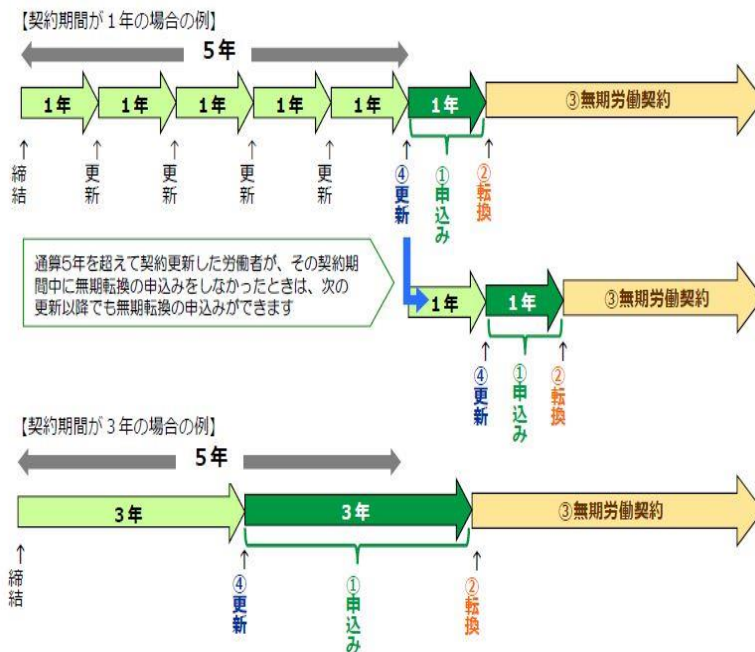 【契約期間が１年の場合の例】
5年
1年 1年 1年 1年 1年 1年 ③無期労働契約
締結 更新 更新 更新 更新 ④更新 ①申込み ②転換
通算5年を超えて契約更新した労働者が、その契約期
間中に無期転換の申込みをしなかったときは、次の
更新以降でも無期転換の申込みができます
1年 1年 ③無期労働契約
④更新 ①申込み ②転換
【契約期間が３年の場合の例】
5年
3年 3年 ③無期労働契約
締結 ④更新 ①申込み ②転換